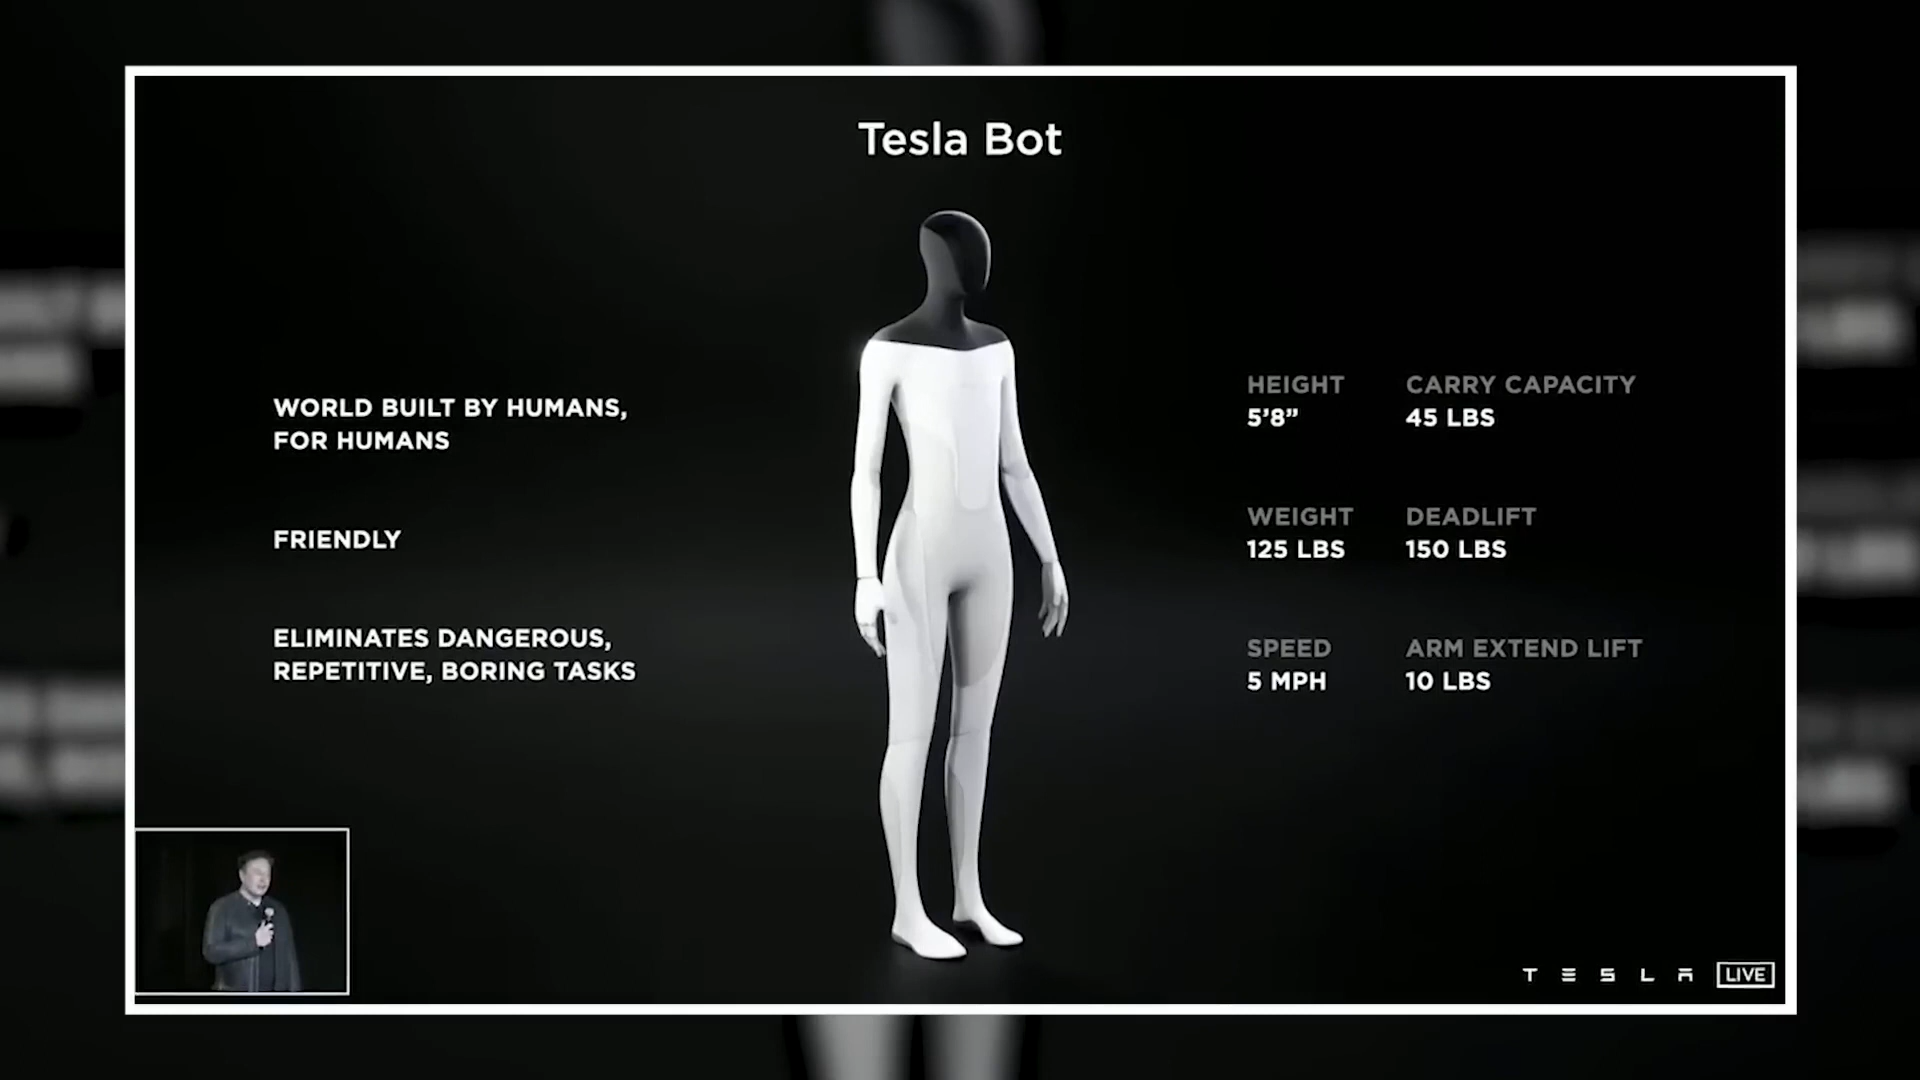 Tesla Bot
WORLD BUILT BY HUMANS,
FOR HUMANS
FRIENDLY
ELIMINATES DANGEROUS,
REPETITIVE, BORING TASKS
HEIGHT
5’8”
CARRY CAPACITY
45 LBS
WEIGHT
125 LBS
DEADLIFT
150 LBS
SPEED
5 MPH
ARM EXTEND LIFT
10 LBS
TESLA LIVE